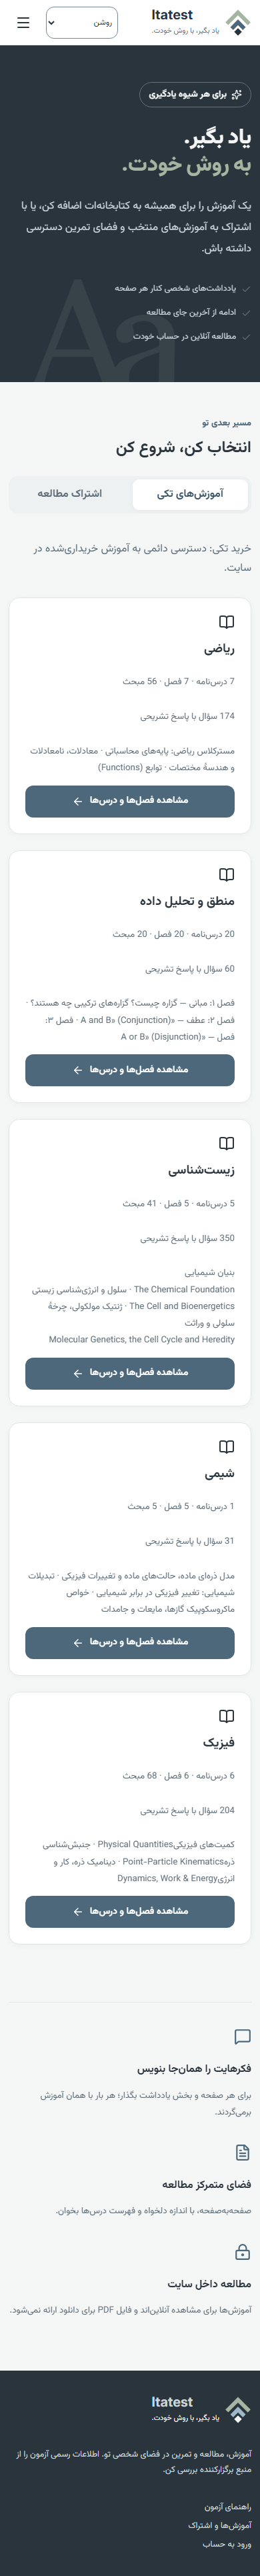 Itatest
یاد بگیر، با روش خودت.
روشن
برای هر شیوه یادگیری
یاد بگیر.
به روش خودت.
یک آموزش را برای همیشه به کتابخانه‌ات اضافه کن، یا با
اشتراک به آموزش‌های منتخب و فضای تمرین دسترسی
داشته باش.
یادداشت‌های شخصی کنار هر صفحه
ادامه از آخرین جای مطالعه
مطالعه آنلاین در حساب خودت
Aa
مسیر بعدی تو
انتخاب کن، شروع کن
آموزش‌های تکی
اشتراک مطالعه
خرید تکی: دسترسی دائمی به آموزش خریداری‌شده در
سایت.
ریاضی
7 درس‌نامه · 7 فصل · 56 مبحث
174 سؤال با پاسخ تشریحی
مسترکلاس ریاضی: پایه‌های محاسباتی · معادلات، نامعادلات
و هندسهٔ مختصات · توابع (Functions)
مشاهده فصل‌ها و درس‌ها
منطق و تحلیل داده
20 درس‌نامه · 20 فصل · 20 مبحث
60 سؤال با پاسخ تشریحی
فصل ۱: مبانی — گزاره چیست؟ گزاره‌های ترکیبی چه هستند؟ ·
فصل ۲: عطف — «A and B» (Conjunction) · فصل ۳:
فصل — «A or B» (Disjunction)
مشاهده فصل‌ها و درس‌ها
زیست‌شناسی
5 درس‌نامه · 5 فصل · 41 مبحث
350 سؤال با پاسخ تشریحی
بنیان شیمیایی
The Chemical Foundation · سلول و انرژی‌شناسی زیستی
The Cell and Bioenergetics · ژنتیک مولکولی، چرخهٔ
سلولی و وراثت
Molecular Genetics, the Cell Cycle and Heredity
مشاهده فصل‌ها و درس‌ها
شیمی
1 درس‌نامه · 5 فصل · 5 مبحث
31 سؤال با پاسخ تشریحی
مدل ذره‌ای ماده، حالت‌های ماده و تغییرات فیزیکی · تبدیلات
شیمیایی: تغییر فیزیکی در برابر شیمیایی · خواص
ماکروسکوپیک گازها، مایعات و جامدات
مشاهده فصل‌ها و درس‌ها
فیزیک
6 درس‌نامه · 6 فصل · 68 مبحث
204 سؤال با پاسخ تشریحی
کمیت‌های فیزیکیPhysical Quantities · جنبش‌شناسی
ذرهPoint-Particle Kinematics · دینامیک ذره، کار و
انرژیDynamics, Work & Energy
مشاهده فصل‌ها و درس‌ها
فکرهایت را همان‌جا بنویس
برای هر صفحه و بخش یادداشت بگذار؛ هر بار با همان آموزش
برمی‌گردند.
فضای متمرکز مطالعه
صفحه‌به‌صفحه، با اندازه دلخواه و فهرست درس‌ها بخوان.
مطالعه داخل سایت
آموزش‌ها برای مشاهده آنلاین‌اند و فایل PDF برای دانلود ارائه نمی‌شود.
Itatest
یاد بگیر، با روش خودت.
آموزش، مطالعه و تمرین در فضای شخصی تو. اطلاعات رسمی آزمون را از
منبع برگزارکننده بررسی کن.
راهنمای آزمون
آموزش‌ها و اشتراک
ورود به حساب